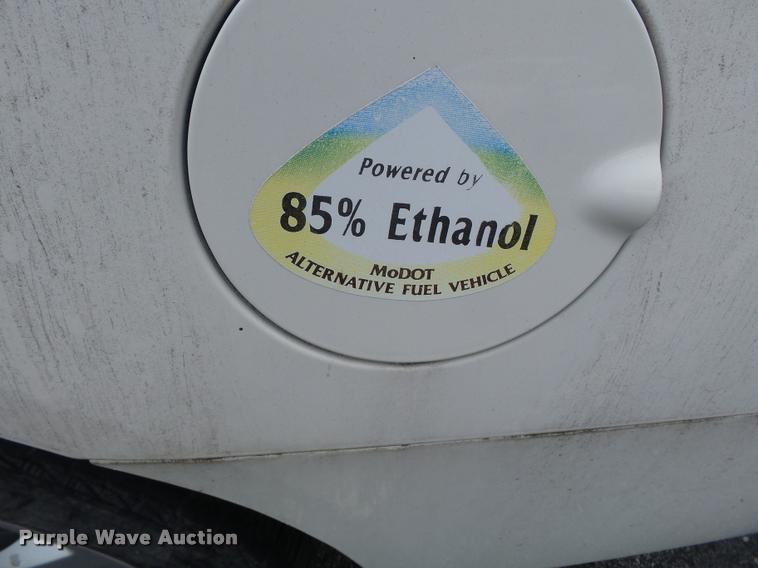 Powered by
85% Ethanol
MoDOT
ALTERNATIVE FUEL VEHICLE
Purple Wave Auction